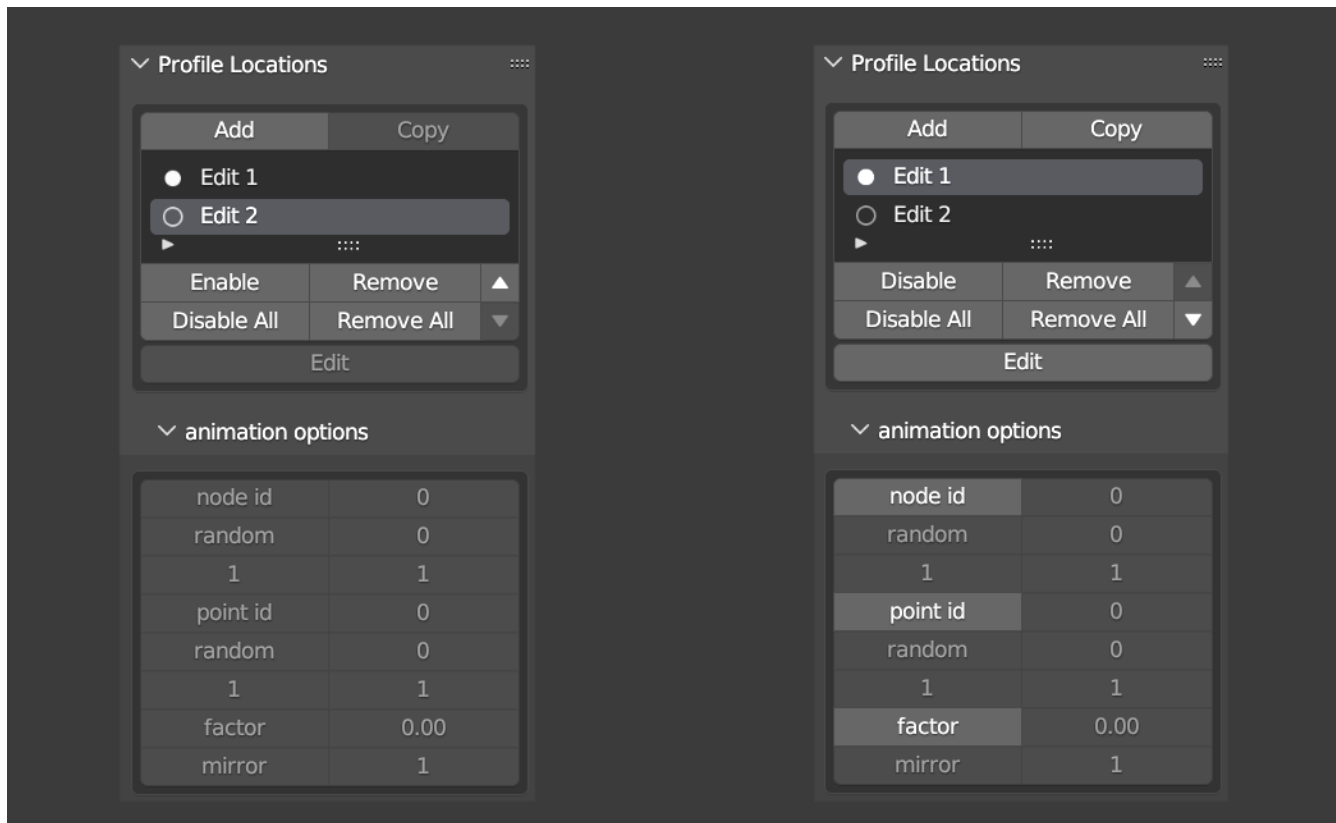 Profile Locations
Add Copy
Edit 1
Edit 2
Enable Remove
Disable All Remove All
Edit
animation options
node id 0
random 0
1 1
point id 0
random 0
1 1
factor 0.00
mirror 1
Profile Locations
Add Copy
Edit 1
Edit 2
Disable Remove
Disable All Remove All
Edit
animation options
node id 0
random 0
1 1
point id 0
random 0
1 1
factor 0.00
mirror 1